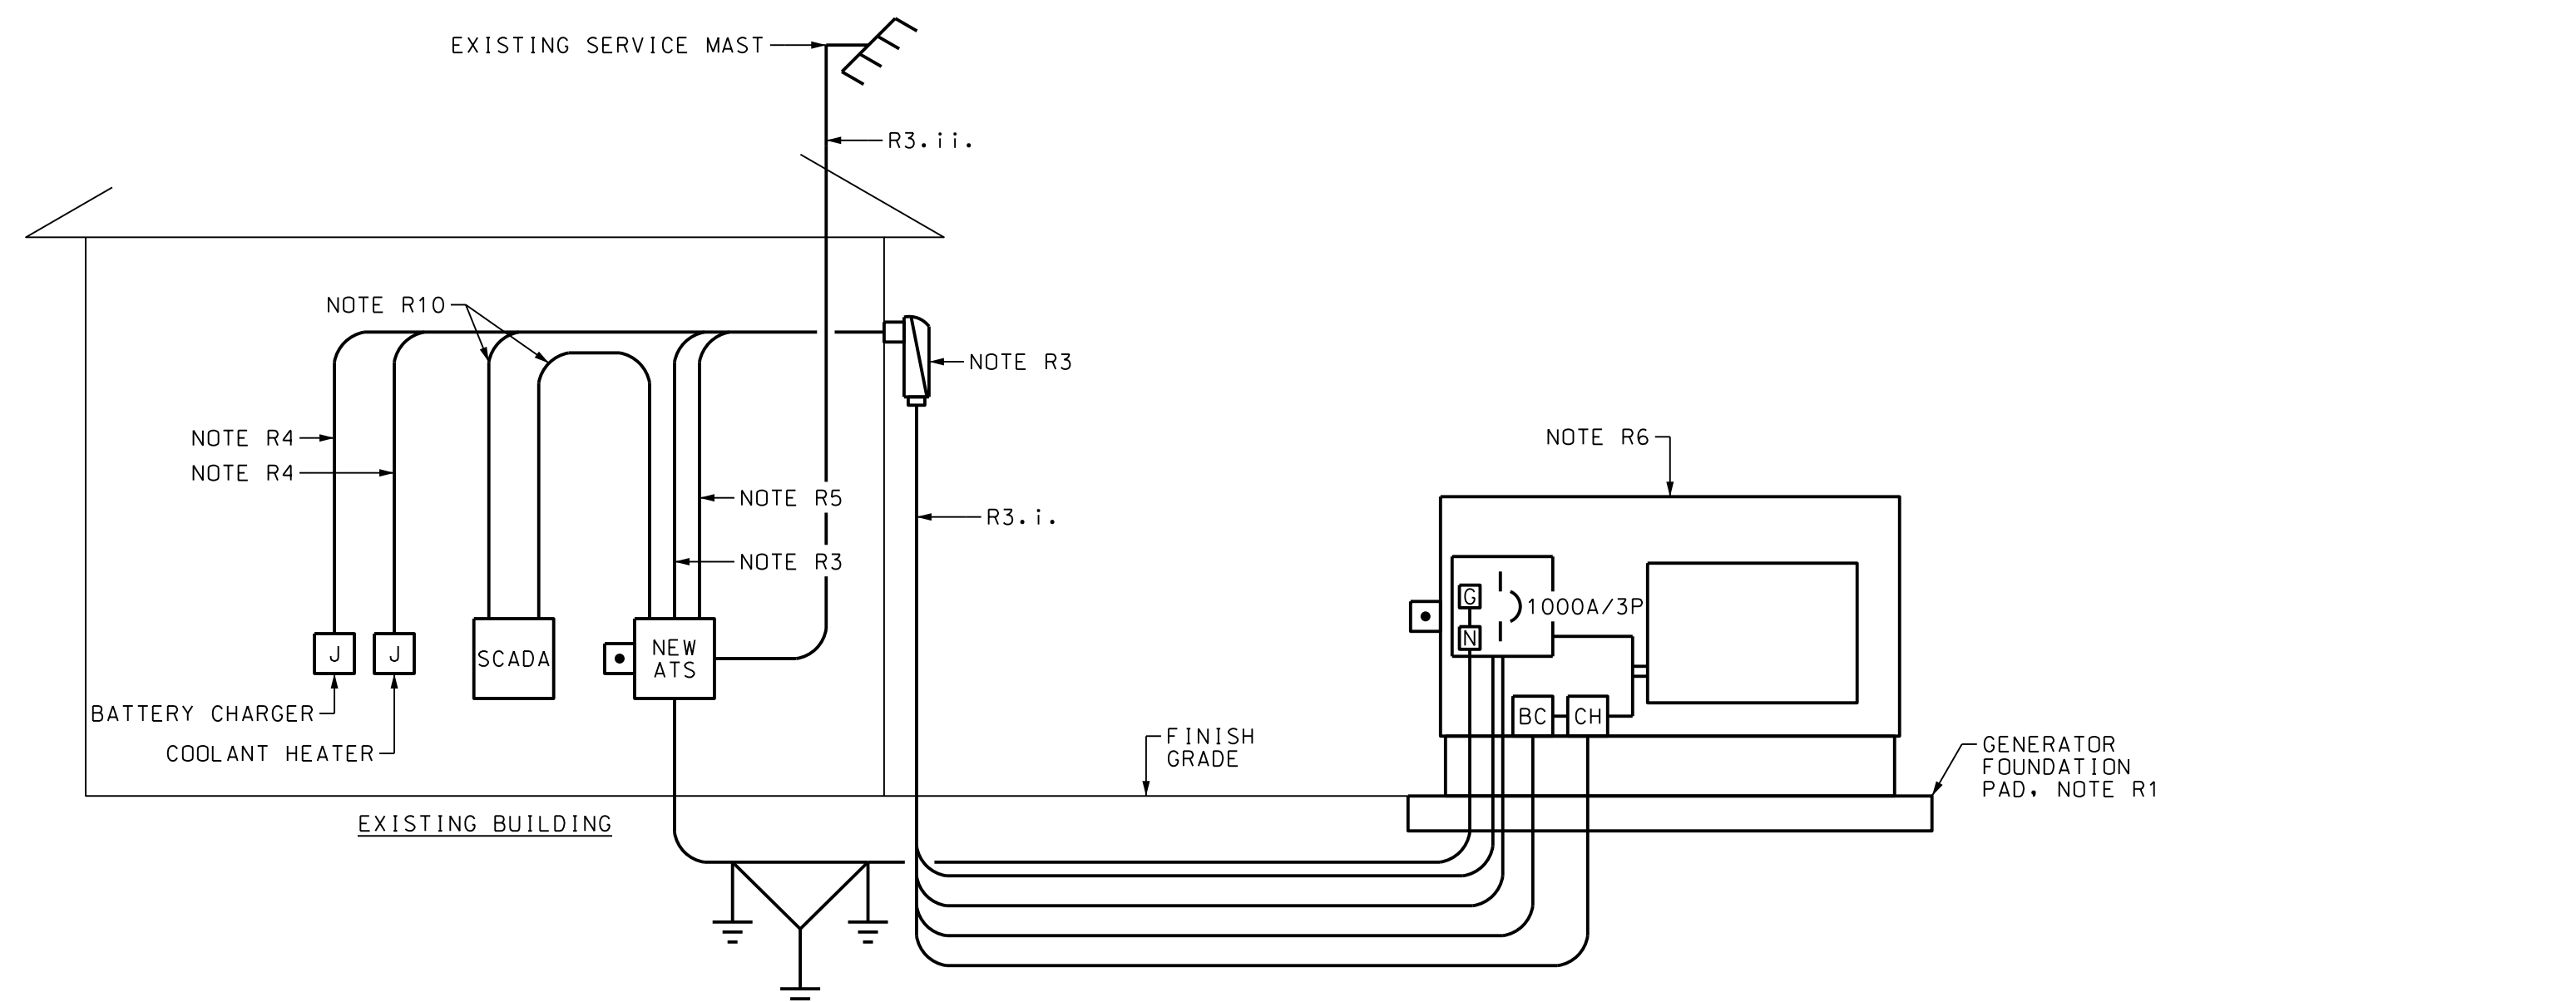 EXISTING SERVICE MAST
R3.ii.
NOTE R10
NOTE R3
NOTE R4
NOTE R4
NOTE R6
NOTE R5
R3.i.
NOTE R3
G
1000A/3P
N
J
J
SCADA
NEW
ATS
BATTERY CHARGER
BC
CH
COOLANT HEATER
FINISH
GRADE
GENERATOR
FOUNDATION
PAD, NOTE R1
EXISTING BUILDING